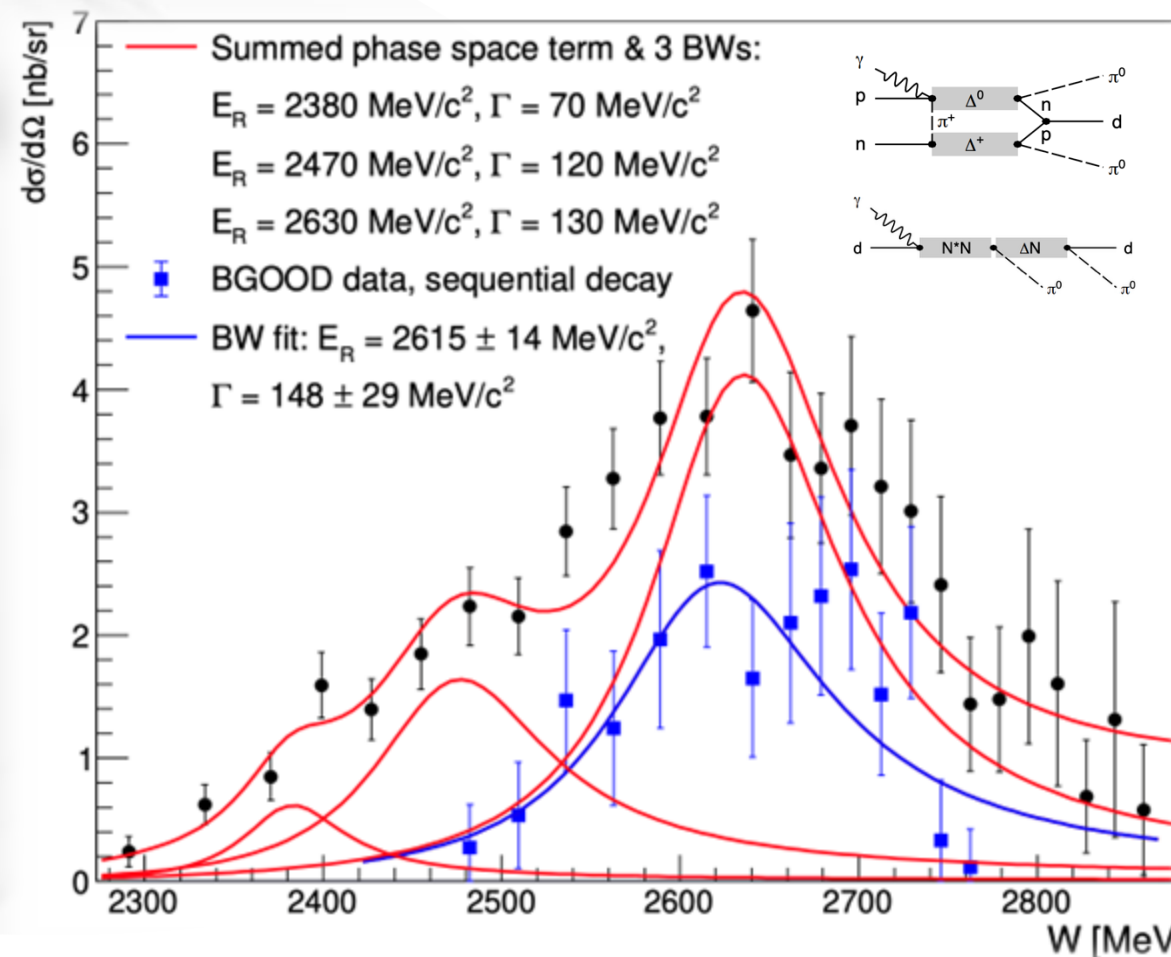 dσ/dΩ [nb/sr]
7
6
5
4
3
2
1
0
Summed phase space term & 3 BWs:
E_R = 2380 MeV/c², Γ = 70 MeV/c²
E_R = 2470 MeV/c², Γ = 120 MeV/c²
E_R = 2630 MeV/c², Γ = 130 MeV/c²
BGOOD data, sequential decay
BW fit: E_R = 2615 ± 14 MeV/c²,
Γ = 148 ± 29 MeV/c²
γ
π⁰
p Δ⁰ n
π⁺ d
n Δ⁺ p
π⁰
γ
d N*N ΔN d
π⁰ π⁰
2300 2400 2500 2600 2700 2800
W [MeV